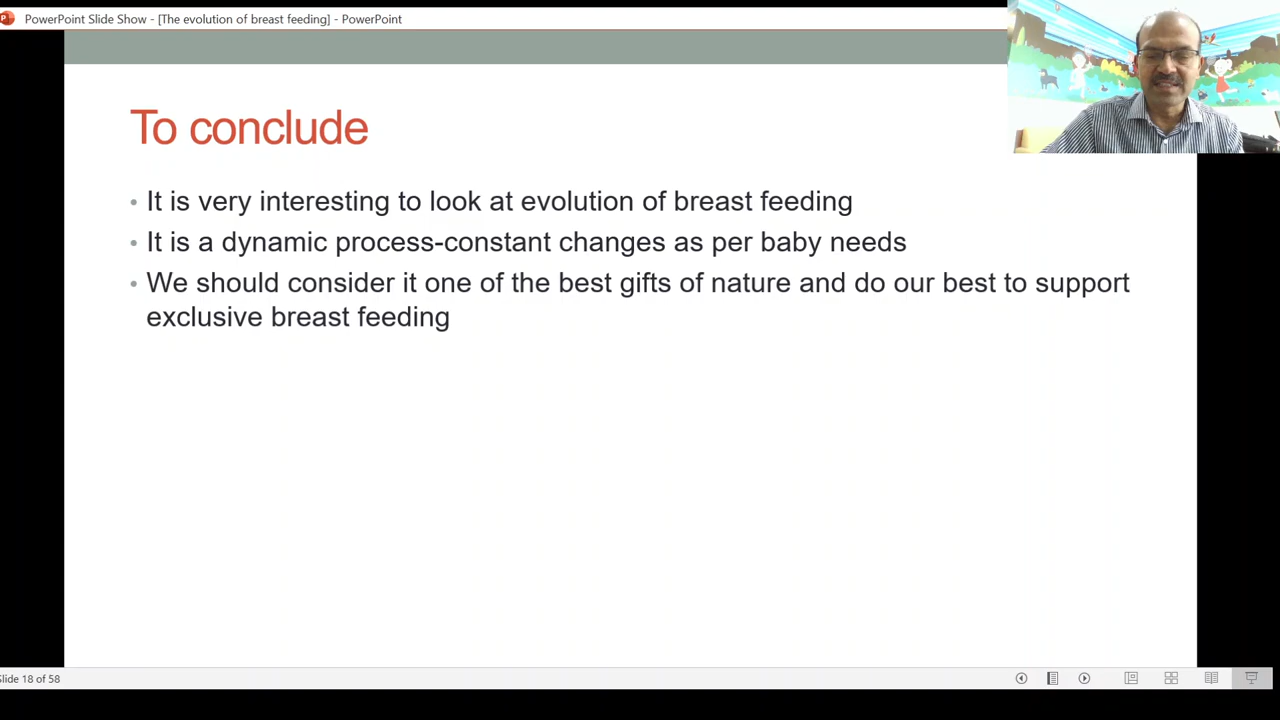 PowerPoint Slide Show - [The evolution of breast feeding] - PowerPoint
To conclude
• It is very interesting to look at evolution of breast feeding
• It is a dynamic process-constant changes as per baby needs
• We should consider it one of the best gifts of nature and do our best to support
exclusive breast feeding
Slide 18 of 58